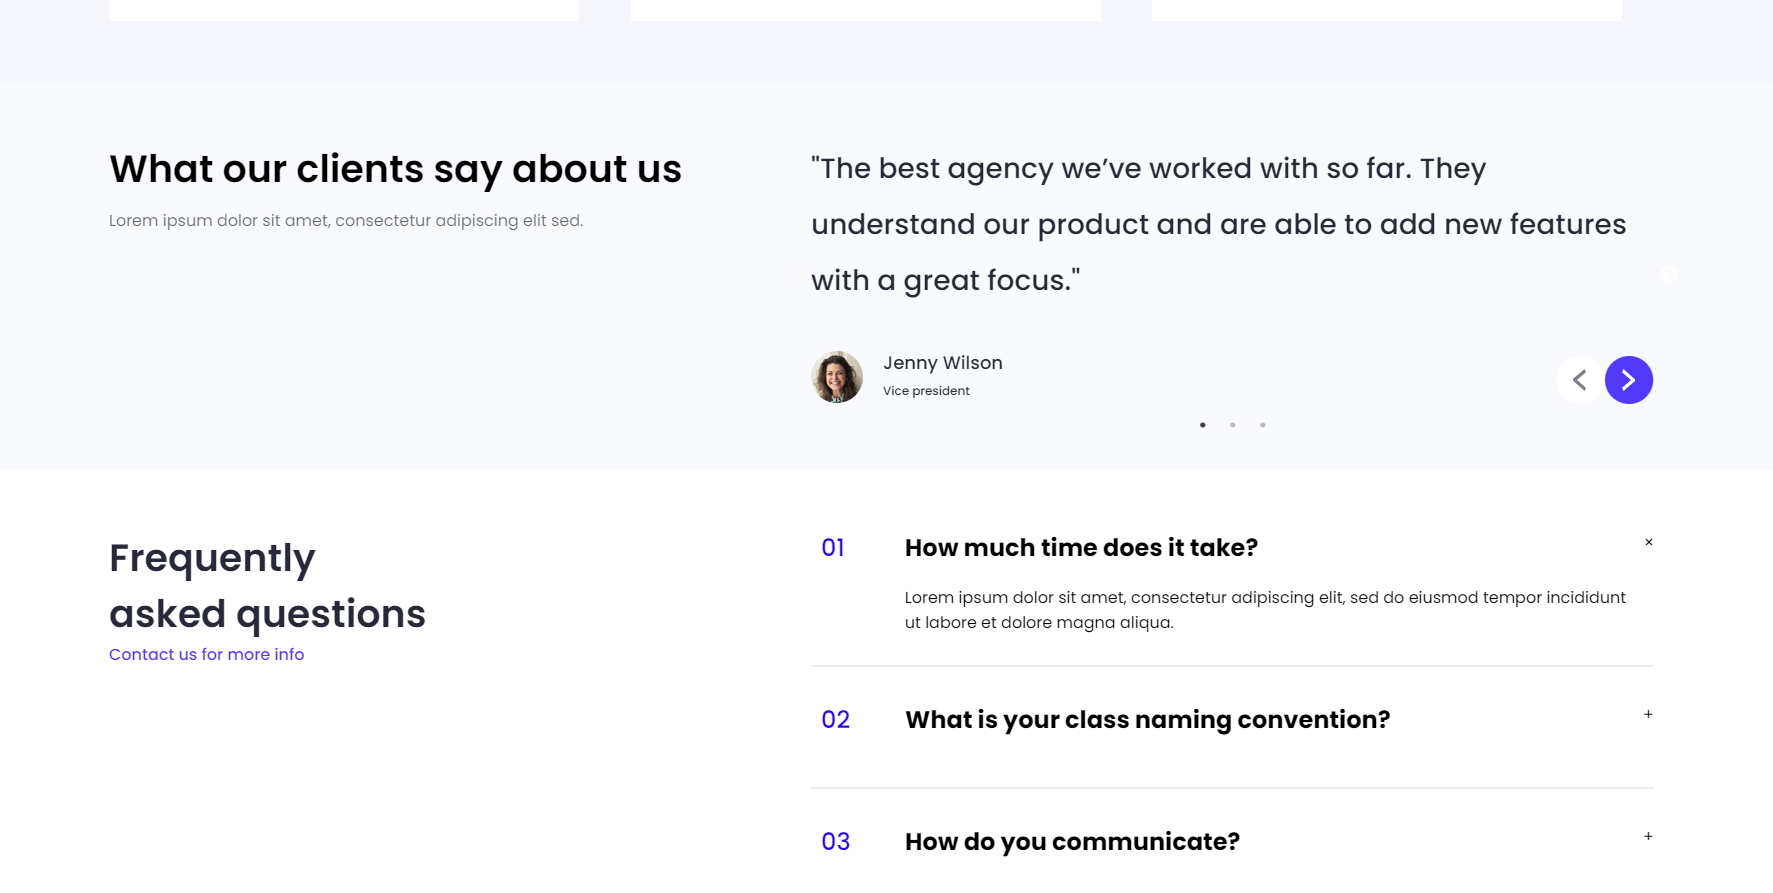 What our clients say about us
Lorem ipsum dolor sit amet, consectetur adipiscing elit sed.
"The best agency we’ve worked with so far. They
understand our product and are able to add new features
with a great focus."
Jenny Wilson
Vice president
Frequently
asked questions
Contact us for more info
01 How much time does it take?
Lorem ipsum dolor sit amet, consectetur adipiscing elit, sed do eiusmod tempor incididunt
ut labore et dolore magna aliqua.
02 What is your class naming convention?
03 How do you communicate?